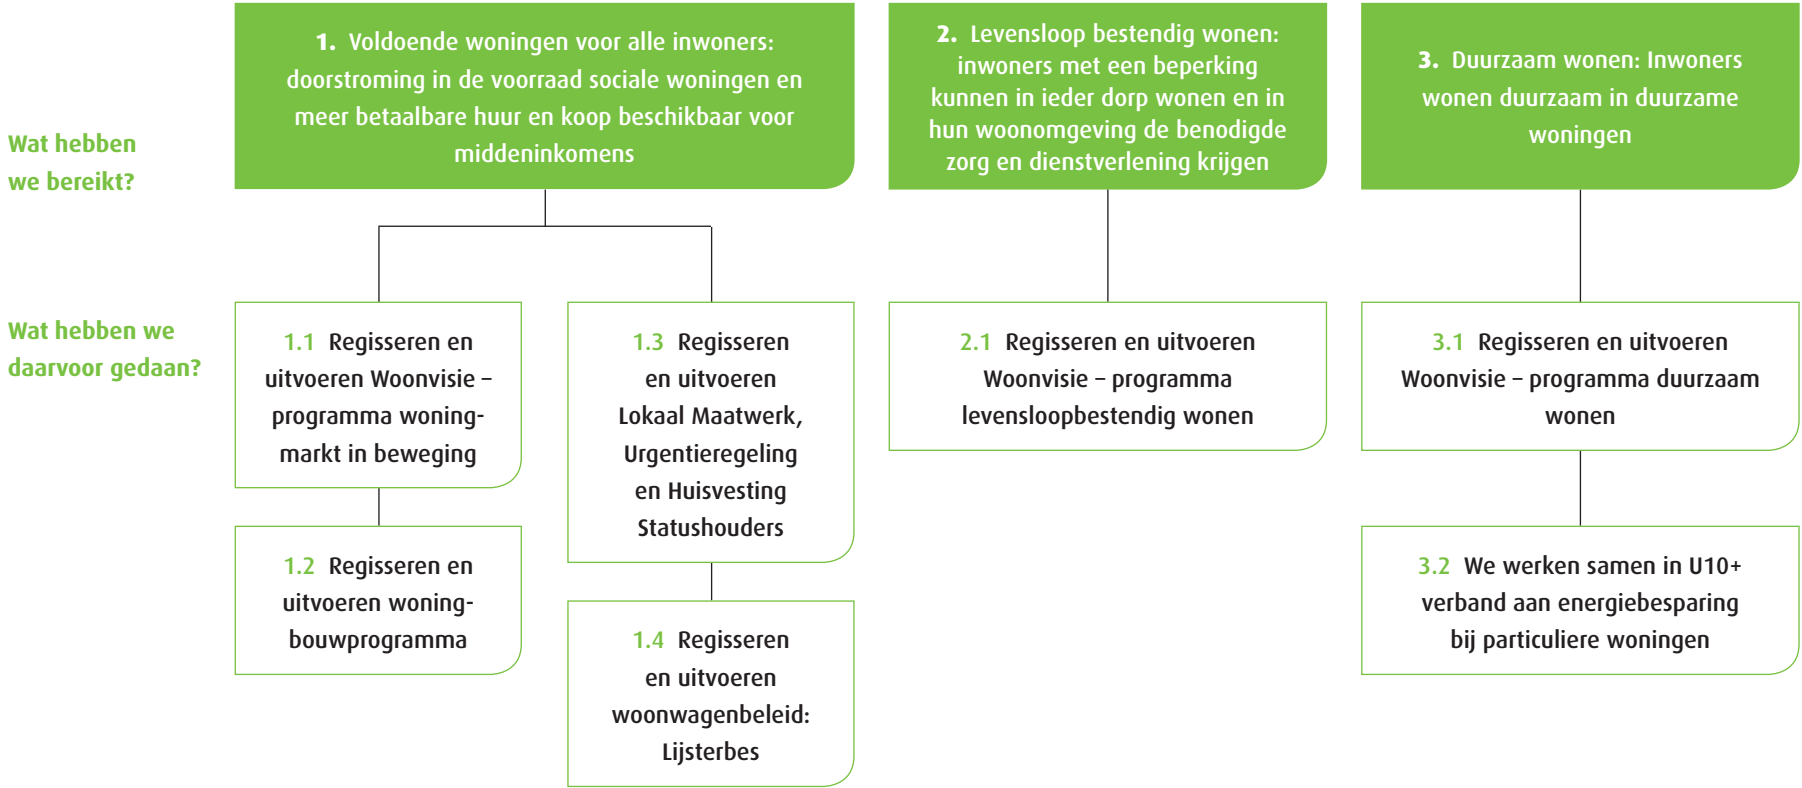 Wat hebben
we bereikt?
1. Voldoende woningen voor alle inwoners:
doorstroming in de voorraad sociale woningen en
meer betaalbare huur en koop beschikbaar voor
middeninkomens
2. Levensloop bestendig wonen:
inwoners met een beperking
kunnen in ieder dorp wonen en in
hun woonomgeving de benodigde
zorg en dienstverlening krijgen
3. Duurzaam wonen: Inwoners
wonen duurzaam in duurzame
woningen
Wat hebben we
daarvoor gedaan?
1.1 Regisseren en
uitvoeren Woonvisie –
programma woning-
markt in beweging
1.2 Regisseren en
uitvoeren woning-
bouwprogramma
1.3 Regisseren
en uitvoeren
Lokaal Maatwerk,
Urgentieregeling
en Huisvesting
Statushouders
1.4 Regisseren
en uitvoeren
woonwagenbeleid:
Lijsterbes
2.1 Regisseren en uitvoeren
Woonvisie – programma
levensloopbestendig wonen
3.1 Regisseren en uitvoeren
Woonvisie – programma duurzaam
wonen
3.2 We werken samen in U10+
verband aan energiebesparing
bij particuliere woningen